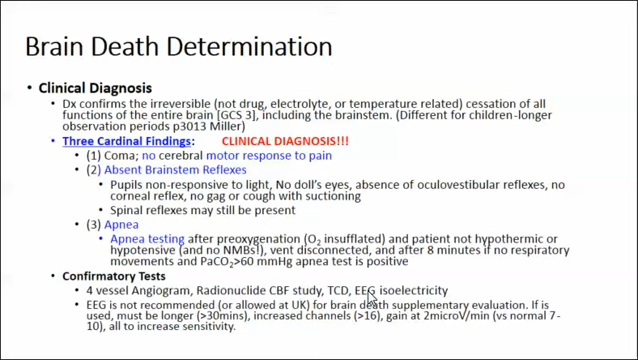 Brain Death Determination
• Clinical Diagnosis
• Dx confirms the irreversible (not drug, electrolyte, or temperature related) cessation of all
functions of the entire brain [GCS 3], including the brainstem. (Different for children-longer
observation periods p3013 Miller)
• Three Cardinal Findings: CLINICAL DIAGNOSIS!!!
• (1) Coma; no cerebral motor response to pain
• (2) Absent Brainstem Reflexes
• Pupils non-responsive to light, No doll's eyes, absence of oculovestibular reflexes, no
corneal reflex, no gag or cough with suctioning
• Spinal reflexes may still be present
• (3) Apnea
• Apnea testing after preoxygenation (O2 insufflated) and patient not hypothermic or
hypotensive (and no NMBs!), vent disconnected, and after 8 minutes if no respiratory
movements and PaCO2>60 mmHg apnea test is positive
• Confirmatory Tests
• 4 vessel Angiogram, Radionuclide CBF study, TCD, EEG isoelectricity
• EEG is not recommended (or allowed at UK) for brain death supplementary evaluation. If is
used, must be longer (>30mins), increased channels (>16), gain at 2microV/min (vs normal 7-
10), all to increase sensitivity.